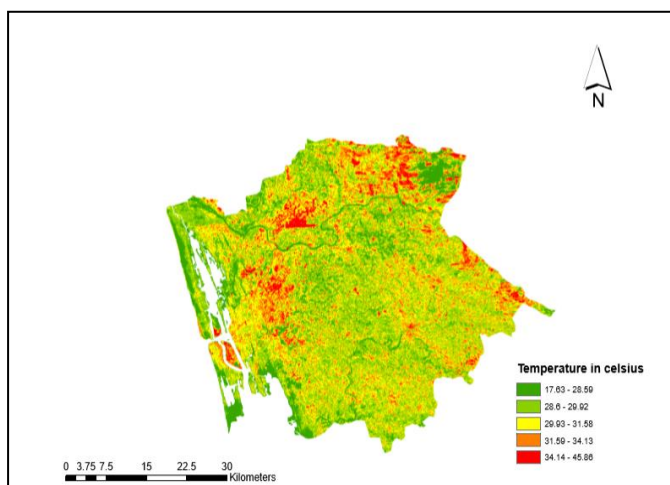 N
Temperature in celsius
17.63 - 28.59
28.6 - 29.92
29.93 - 31.58
31.59 - 34.13
34.14 - 45.86
0 3.75 7.5 15 22.5 30
Kilometers